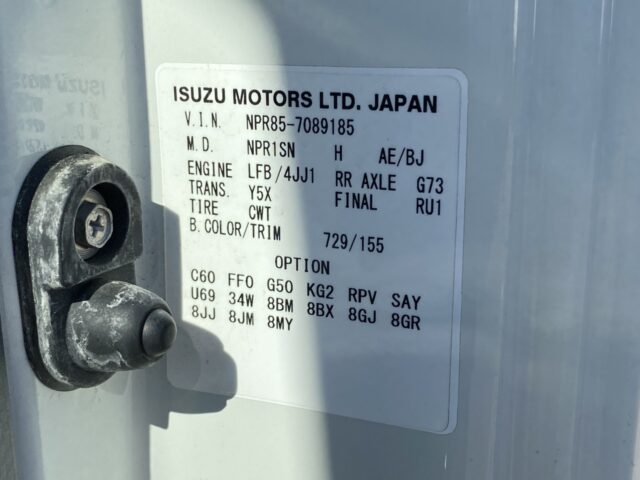 ISUZU MOTORS LTD. JAPAN
V.I.N. NPR85-7089185
M.D. NPR1SN H AE/BJ
ENGINE LFB/4JJ1 RR AXLE G73
TRANS. Y5X FINAL RU1
TIRE CWT
B.COLOR/TRIM 729/155
OPTION
C60 FF0 G50 KG2 RPV SAY
U69 34W 8BM 8BX 8GJ 8GR
8JJ 8JM 8MY